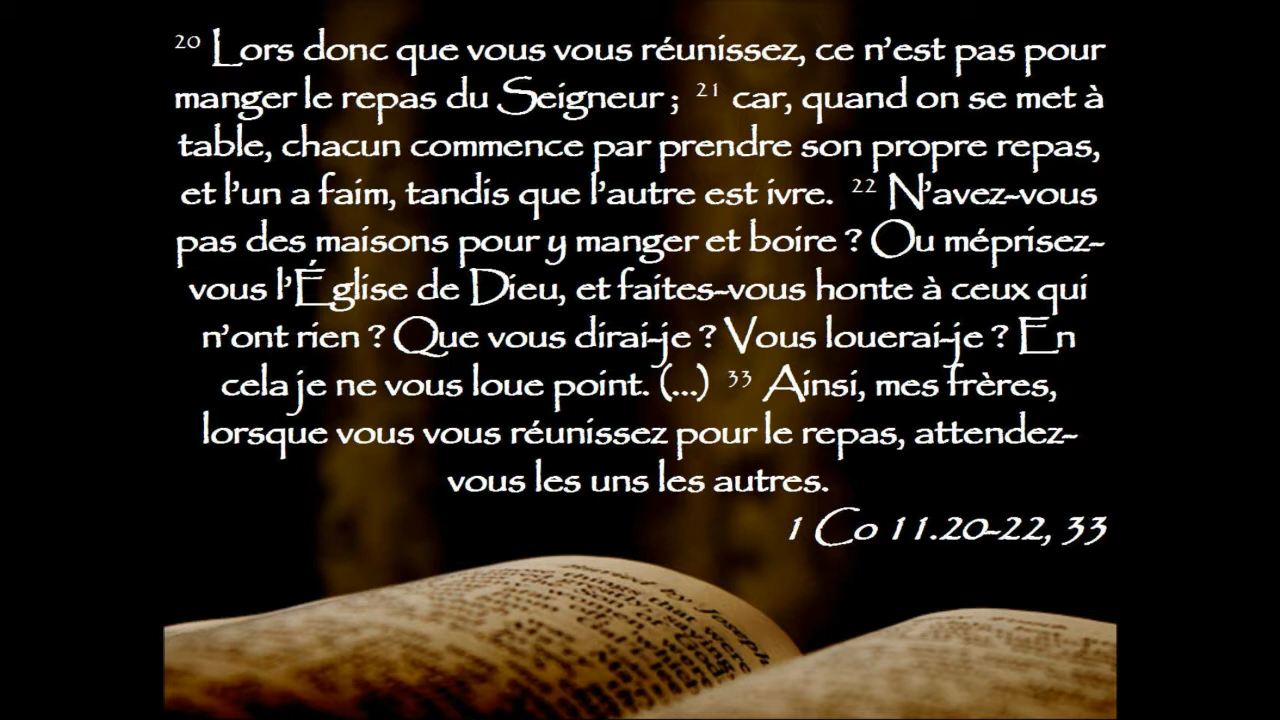 20 Lors donc que vous vous réunissez, ce n’est pas pour
manger le repas du Seigneur ; 21 car, quand on se met à
table, chacun commence par prendre son propre repas,
et l’un a faim, tandis que l’autre est ivre. 22 N’avez-vous
pas des maisons pour y manger et boire ? Ou méprisez-
vous l’Église de Dieu, et faites-vous honte à ceux qui
n’ont rien ? Que vous dirai-je ? Vous louerai-je ? En
cela je ne vous loue point. (…) 33 Ainsi, mes frères,
lorsque vous vous réunissez pour le repas, attendez-
vous les uns les autres.
1 Co 11.20-22, 33